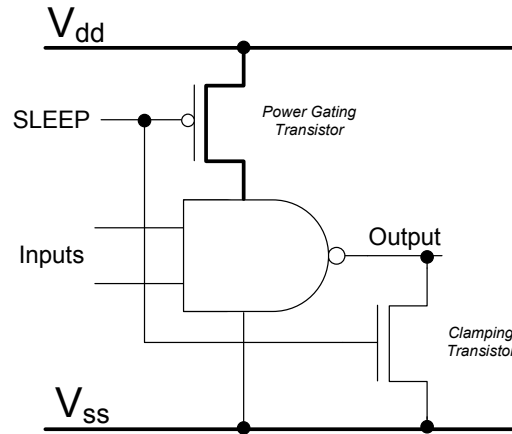 Vdd
SLEEP
Power Gating
Transistor
Inputs
Output
Clamping
Transistor
Vss